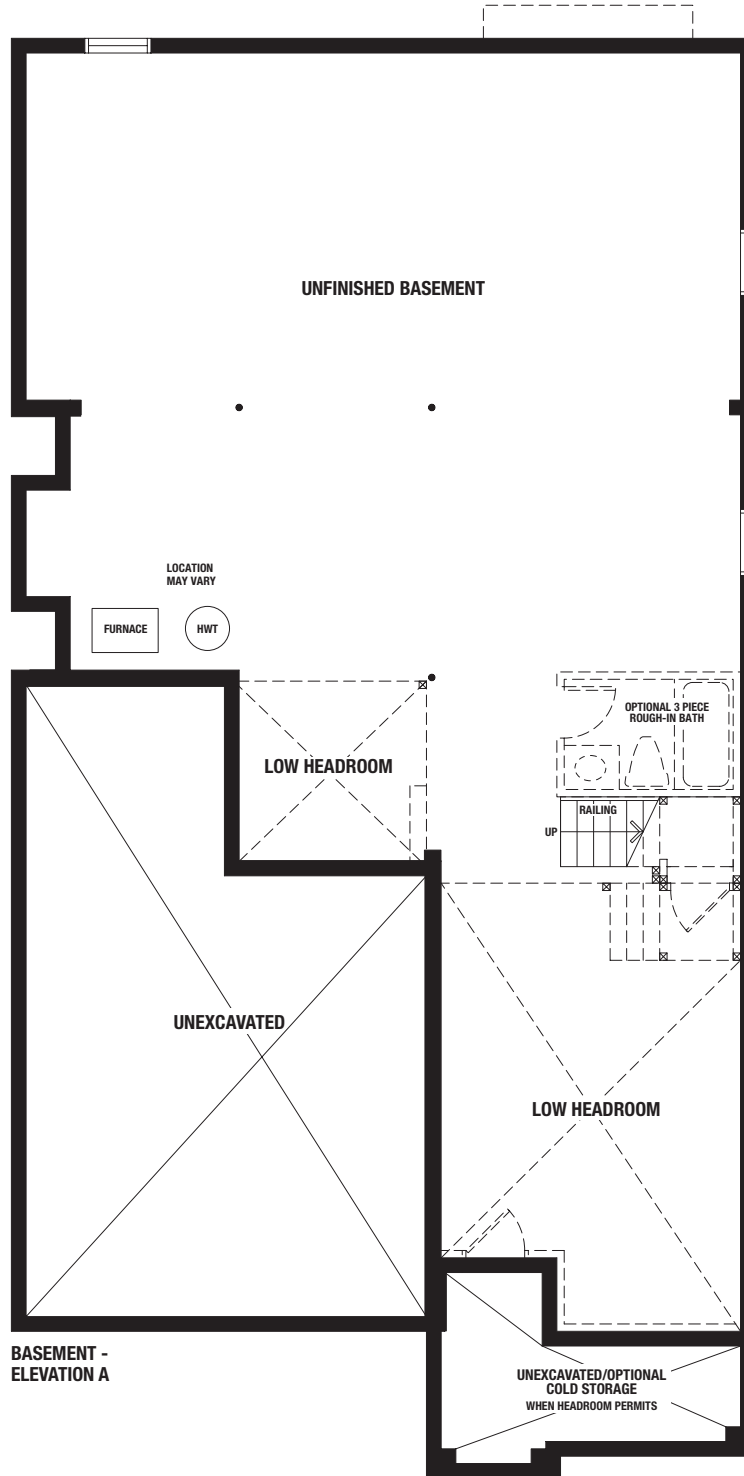 UNFINISHED BASEMENT
LOCATION
MAY VARY
FURNACE
HWT
OPTIONAL 3 PIECE
ROUGH-IN BATH
LOW HEADROOM
RAILING
UP
UNEXCAVATED
LOW HEADROOM
BASEMENT -
ELEVATION A
UNEXCAVATED/OPTIONAL
COLD STORAGE
WHEN HEADROOM PERMITS